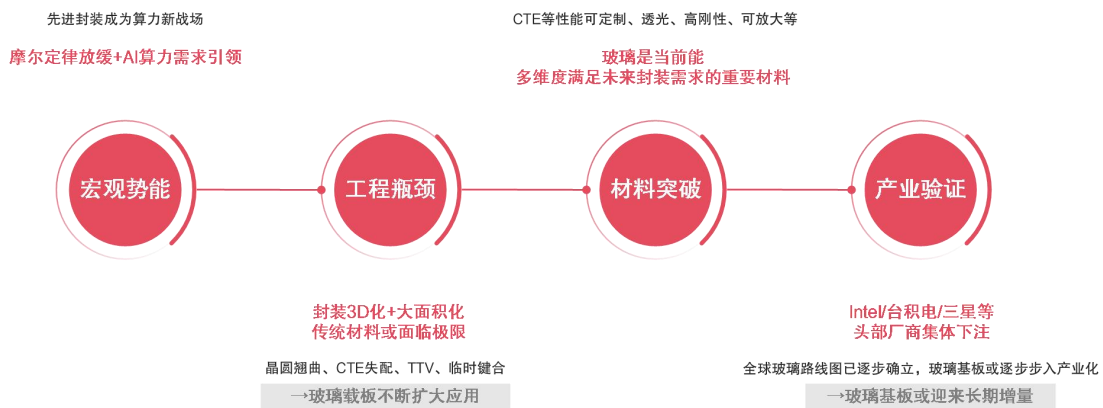 先进封装成为算力新战场
摩尔定律放缓+AI算力需求引领
CTE等性能可定制、透光、高刚性、可放大等
玻璃是当前能
多维度满足未来封装需求的重要材料
宏观势能
工程瓶颈
材料突破
产业验证
封装3D化+大面积化
传统材料或面临极限
晶圆翘曲、CTE失配、TTV、临时键合
→玻璃载板不断扩大应用
Intel/台积电/三星等
头部厂商集体下注
全球玻璃路线图已逐步确立，玻璃基板或逐步步入产业化
→玻璃基板或迎来长期增量